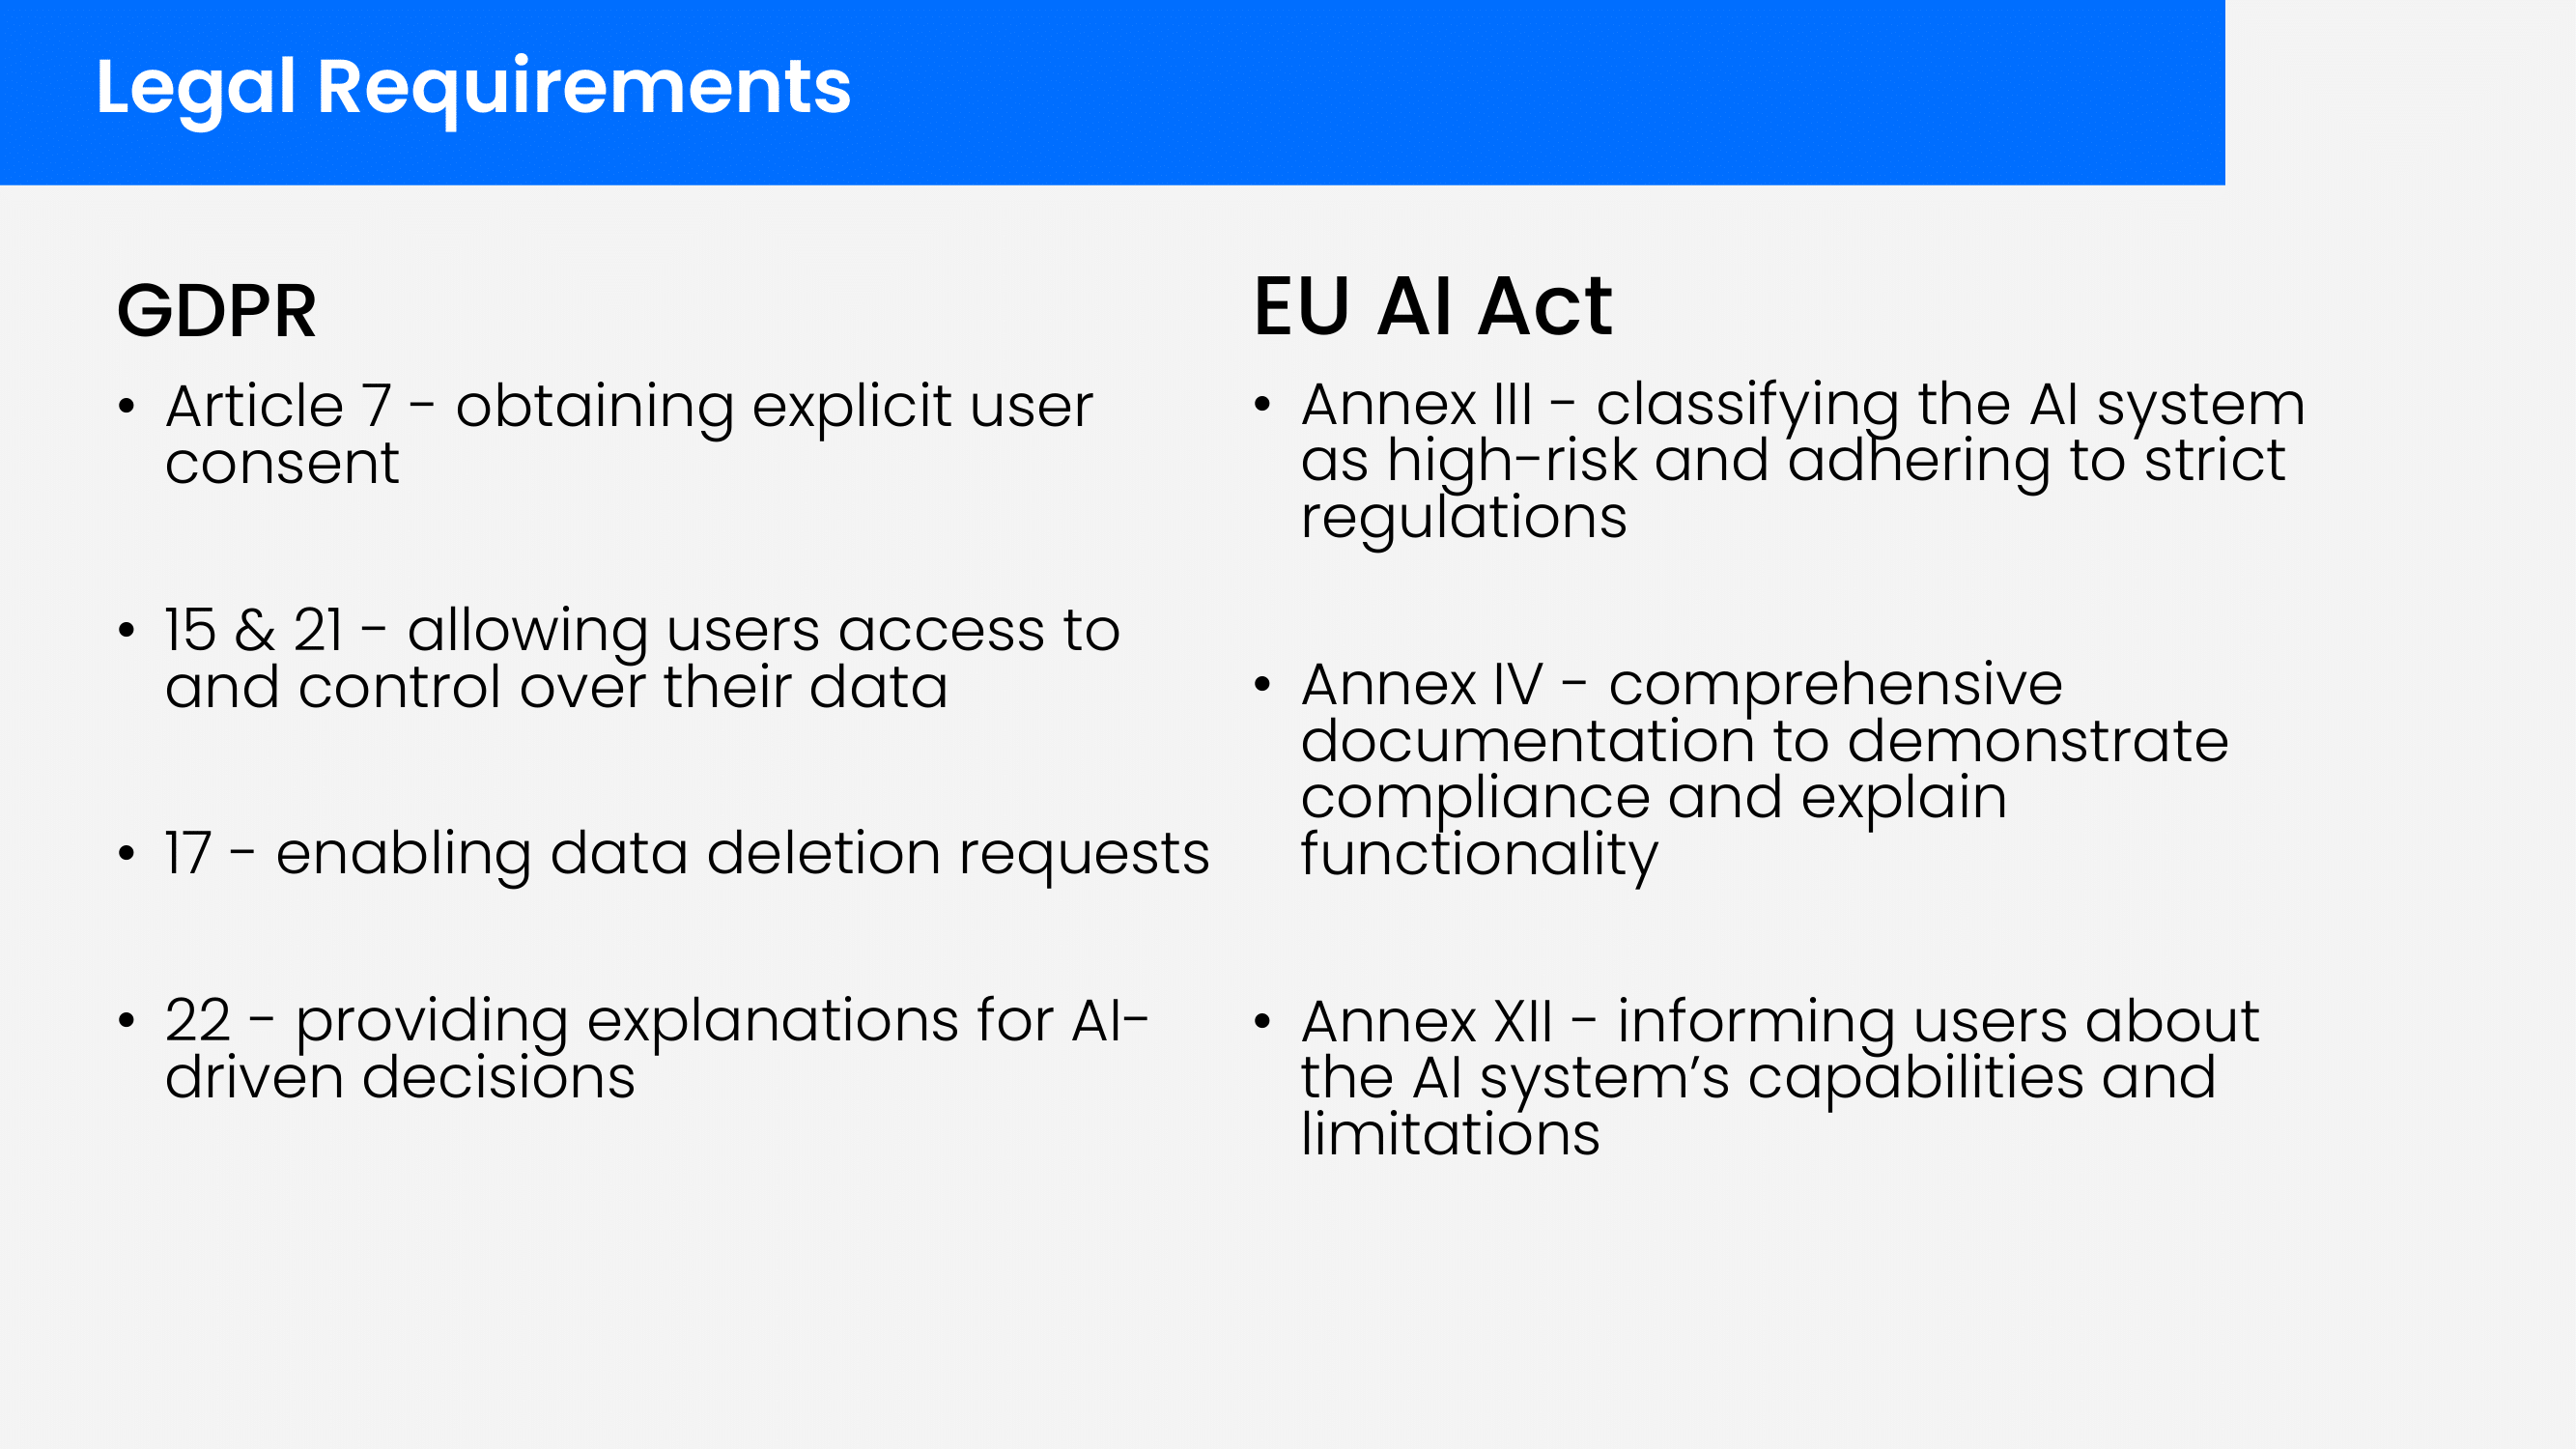 Legal Requirements
GDPR
• Article 7 - obtaining explicit user
consent
• 15 & 21 - allowing users access to
and control over their data
• 17 - enabling data deletion requests
• 22 - providing explanations for AI-
driven decisions
EU AI Act
• Annex III - classifying the AI system
as high-risk and adhering to strict
regulations
• Annex IV - comprehensive
documentation to demonstrate
compliance and explain
functionality
• Annex XII - informing users about
the AI system’s capabilities and
limitations